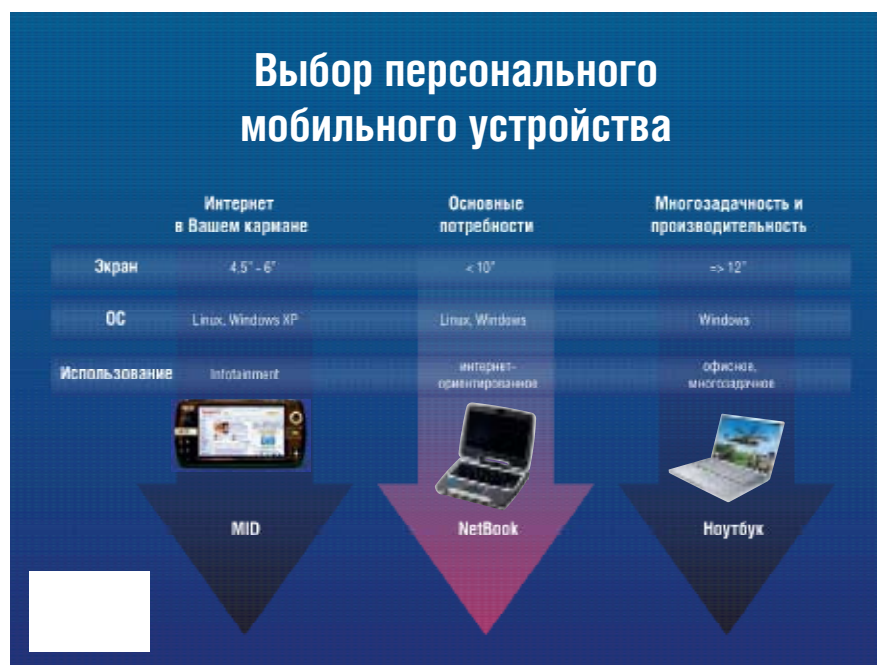 Выбор персонального
мобильного устройства
Интернет
в Вашем кармане
Основные
потребности
Многозадачность и
производительность
Экран 4.5" - 6" < 10" => 12"
ОС Linux, Windows XP Linux, Windows Windows
Использование Infotainment интернет-
ориентированное офисное,
многозадачное
MID NetBook Ноутбук